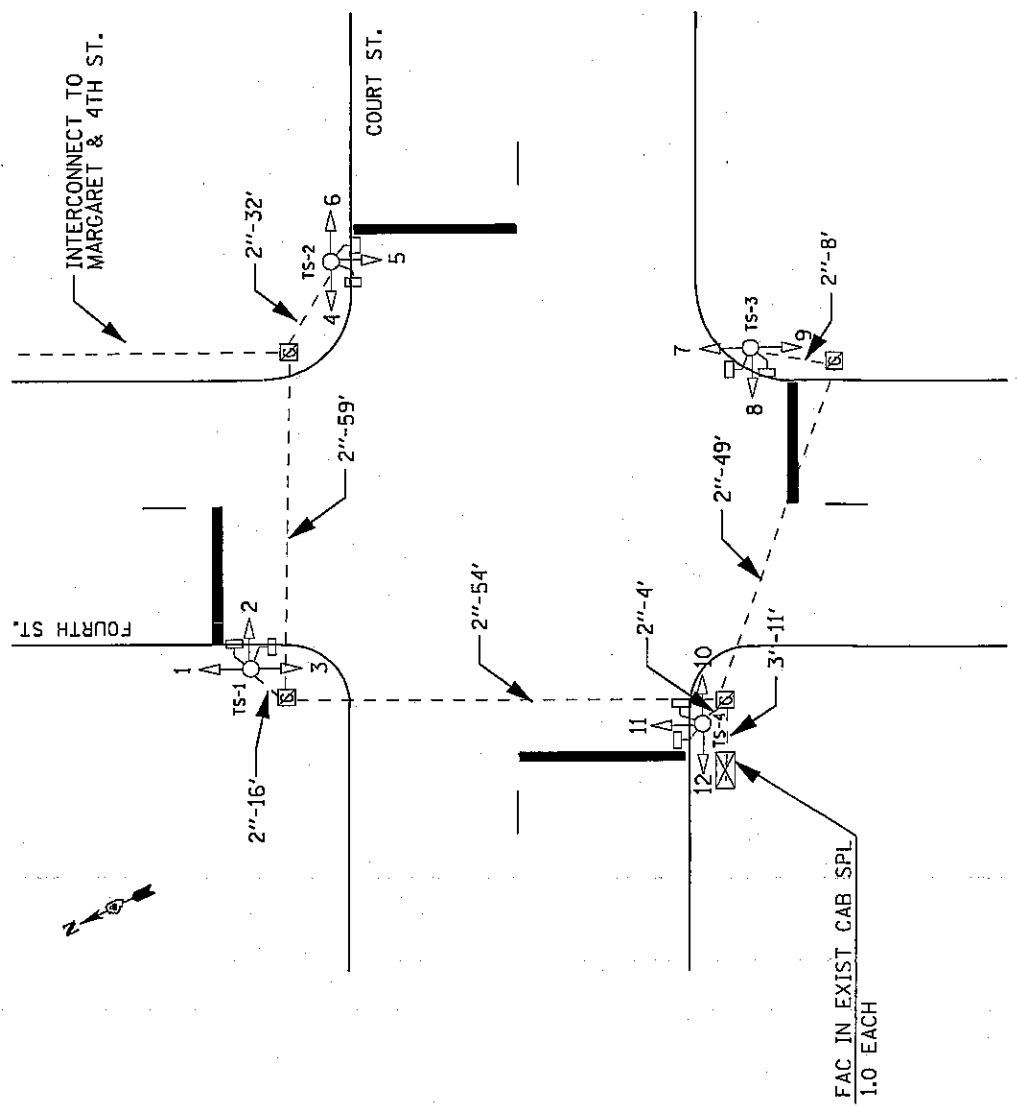 INTERCONNECT TO
MARGARET & 4TH ST.
2"-32'
COURT ST.
6
TS-2
5
4
2"-59'
FOURTH ST.
2
1
TS-1
3
2"-16'
G
G
2"-54'
2"-4'
2"-49'
7
TS-3
9
8
2"-8'
G
10
3"-11'
11
TS-4
12
G
N
FAC IN EXIST CAB SPL
1.0 EACH